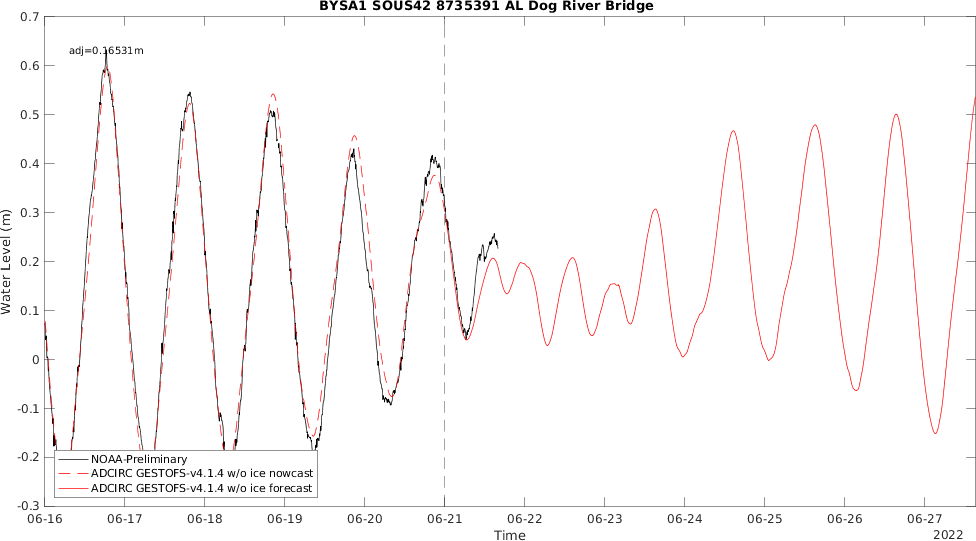 BYSA1 SOUS42 8735391 AL Dog River Bridge
0.7
0.6
0.5
0.4
0.3
0.2
0.1
0
-0.1
-0.2
-0.3
Water Level (m)
adj=0.16531m
NOAA-Preliminary
ADCIRC GESTOFS-v4.1.4 w/o ice nowcast
ADCIRC GESTOFS-v4.1.4 w/o ice forecast
06-16 06-17 06-18 06-19 06-20 06-21 06-22 06-23 06-24 06-25 06-26 06-27
Time
2022